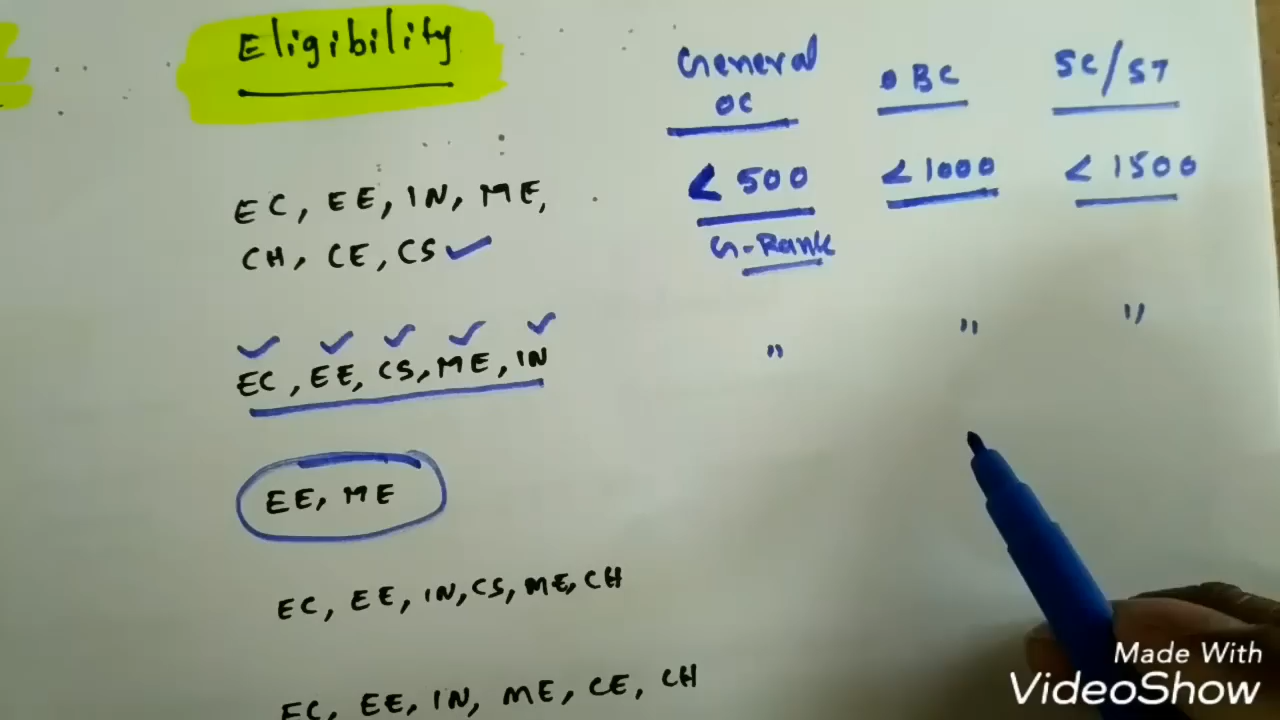 Eligibility
General OBC SC/ST
OC
< 500 < 1000 < 1500
G-Rank
EC, EE, IN, ME,
CH, CE, CS ✓
✓ ✓ ✓ ✓ ✓
EC, EE, CS, ME, IN " " "
EE, ME
EC, EE, IN, CS, ME, CH
EC, EE, IN, ME, CE, CH
Made With
VideoShow